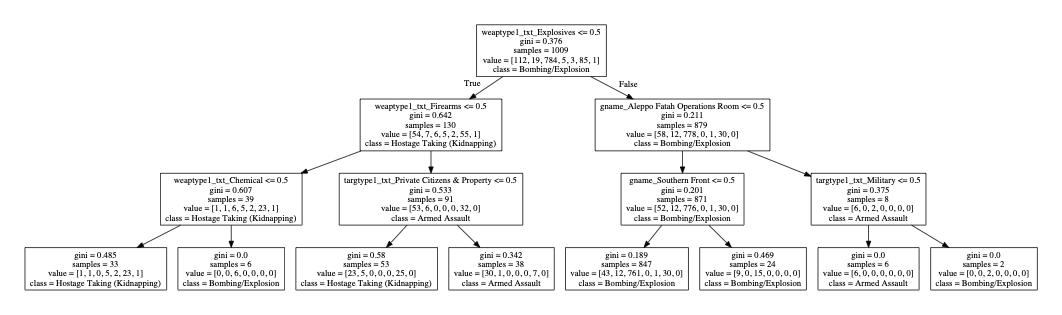 weaptype1_txt_Explosives <= 0.5
gini = 0.376
samples = 1009
value = [112, 19, 784, 5, 3, 85, 1]
class = Bombing/Explosion
True
False
weaptype1_txt_Firearms <= 0.5
gini = 0.642
samples = 130
value = [54, 7, 6, 5, 2, 55, 1]
class = Hostage Taking (Kidnapping)
gname_Aleppo Fatah Operations Room <= 0.5
gini = 0.211
samples = 879
value = [58, 12, 778, 0, 1, 30, 0]
class = Bombing/Explosion
weaptype1_txt_Chemical <= 0.5
gini = 0.607
samples = 39
value = [1, 1, 6, 5, 2, 23, 1]
class = Hostage Taking (Kidnapping)
targtype1_txt_Private Citizens & Property <= 0.5
gini = 0.533
samples = 91
value = [53, 6, 0, 0, 0, 32, 0]
class = Armed Assault
gname_Southern Front <= 0.5
gini = 0.201
samples = 871
value = [52, 12, 776, 0, 1, 30, 0]
class = Bombing/Explosion
targtype1_txt_Military <= 0.5
gini = 0.375
samples = 8
value = [6, 0, 2, 0, 0, 0, 0]
class = Armed Assault
gini = 0.485
samples = 33
value = [1, 1, 0, 5, 2, 23, 1]
class = Hostage Taking (Kidnapping)
gini = 0.0
samples = 6
value = [0, 0, 6, 0, 0, 0, 0]
class = Bombing/Explosion
gini = 0.58
samples = 53
value = [23, 5, 0, 0, 0, 25, 0]
class = Hostage Taking (Kidnapping)
gini = 0.342
samples = 38
value = [30, 1, 0, 0, 0, 7, 0]
class = Armed Assault
gini = 0.189
samples = 847
value = [43, 12, 761, 0, 1, 30, 0]
class = Bombing/Explosion
gini = 0.469
samples = 24
value = [9, 0, 15, 0, 0, 0, 0]
class = Bombing/Explosion
gini = 0.0
samples = 6
value = [6, 0, 0, 0, 0, 0, 0]
class = Armed Assault
gini = 0.0
samples = 2
value = [0, 0, 2, 0, 0, 0, 0]
class = Bombing/Explosion